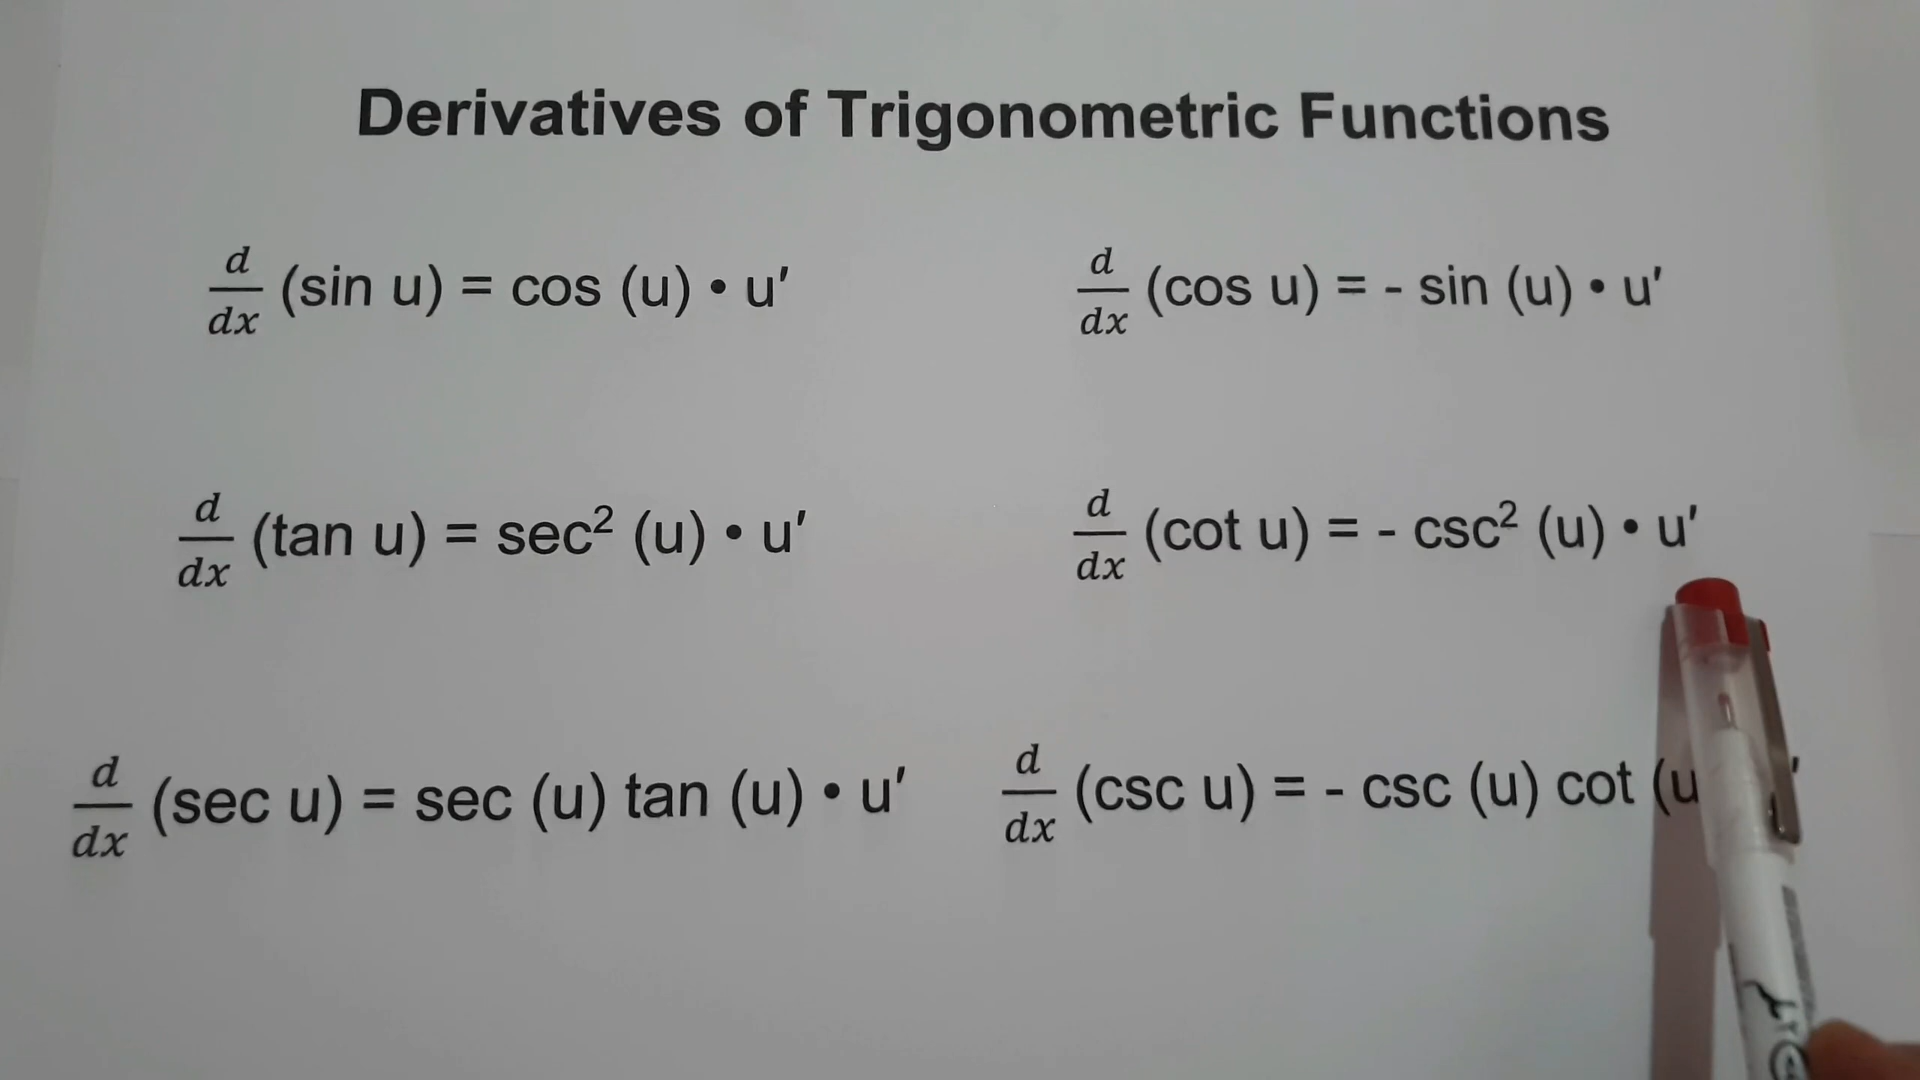 Derivatives of Trigonometric Functions
d/dx (sin u) = cos (u) • u′
d/dx (cos u) = - sin (u) • u′
d/dx (tan u) = sec² (u) • u′
d/dx (cot u) = - csc² (u) • u′
d/dx (sec u) = sec (u) tan (u) • u′
d/dx (csc u) = - csc (u) cot (u